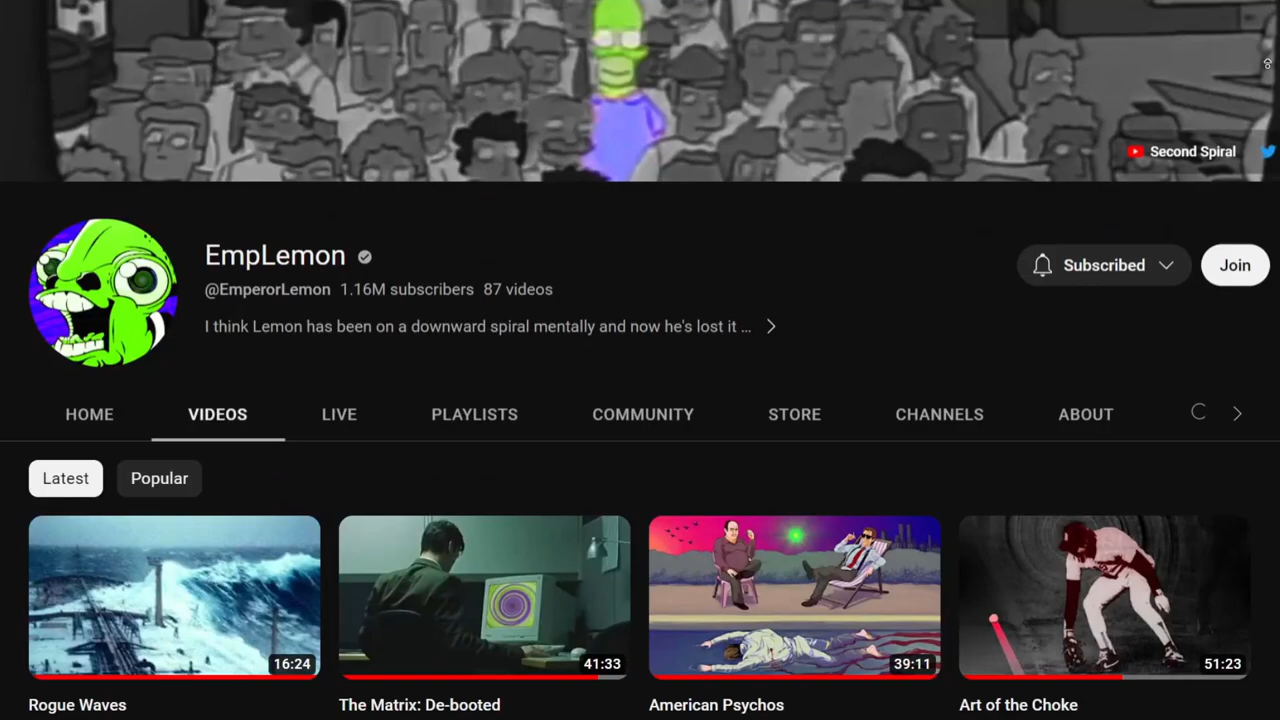 Second Spiral
EmpLemon
@EmperorLemon 1.16M subscribers 87 videos
I think Lemon has been on a downward spiral mentally and now he's lost it ...
Subscribed
Join
HOME VIDEOS LIVE PLAYLISTS COMMUNITY STORE CHANNELS ABOUT
Latest Popular
16:24 41:33 39:11 51:23
Rogue Waves The Matrix: De-booted American Psychos Art of the Choke